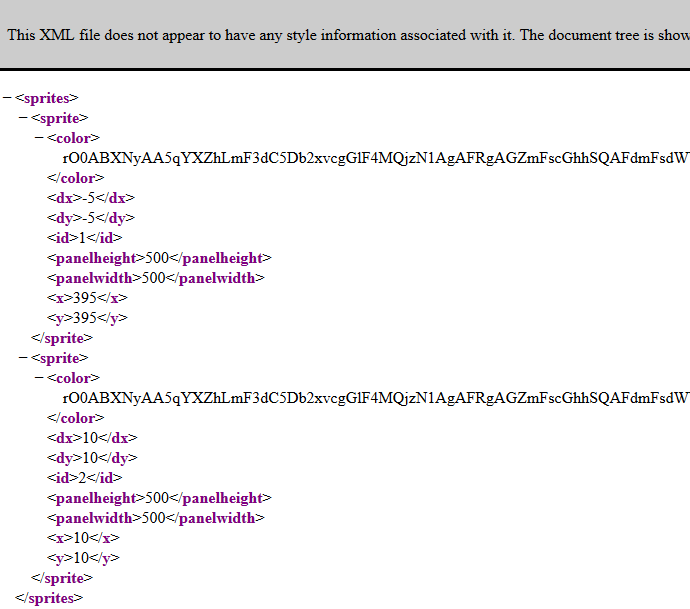 This XML file does not appear to have any style information associated with it. The document tree is show
−<sprites>
−<sprite>
−<color>
rO0ABXNyAA5qYXZhLmF3dC5Db2xvcgGlF4MQjzN1AgAFRgAGZmFscGhhSQAFdmFsdW
</color>
<dx>-5</dx>
<dy>-5</dy>
<id>1</id>
<panelheight>500</panelheight>
<panelwidth>500</panelwidth>
<x>395</x>
<y>395</y>
</sprite>
−<sprite>
−<color>
rO0ABXNyAA5qYXZhLmF3dC5Db2xvcgGlF4MQjzN1AgAFRgAGZmFscGhhSQAFdmFsdW
</color>
<dx>10</dx>
<dy>10</dy>
<id>2</id>
<panelheight>500</panelheight>
<panelwidth>500</panelwidth>
<x>10</x>
<y>10</y>
</sprite>
</sprites>